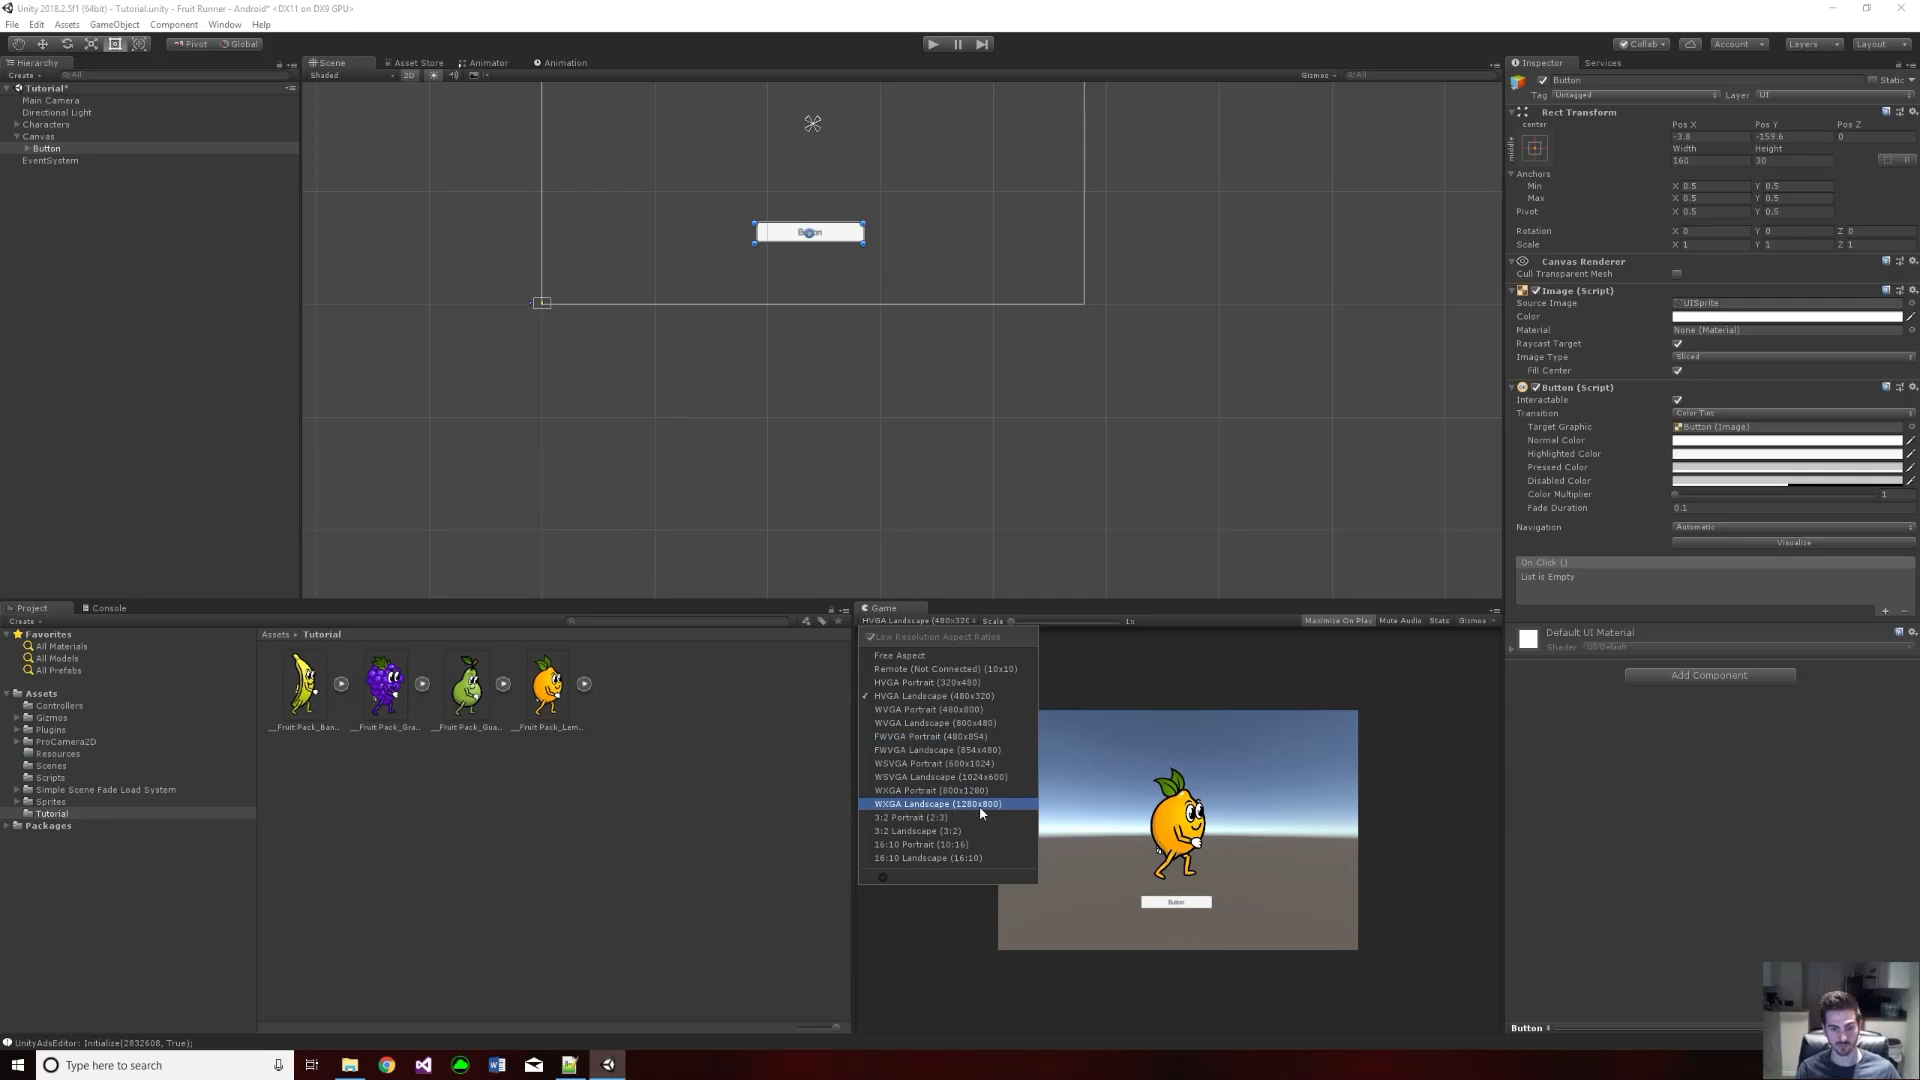 Unity 2018.2.5f1 (64bit) - Tutorial.unity - Fruit Runner - Android* <DX11 on DX9 GPU>
File Edit Assets GameObject Component Window Help
Pivot Global
Collab Account Layers Layout
Hierarchy
Create All
Tutorial*
Main Camera
Directional Light
Characters
Canvas
Button
EventSystem
Scene Asset Store Animator Animation
Shaded 2D Gizmos All
Button
Inspector Services
Button Static
Tag Untagged Layer UI
Rect Transform
center
middle
Pos X Pos Y Pos Z
-3.8 -159.6 0
Width Height
160 30 R
Anchors
Min X 0.5 Y 0.5
Max X 0.5 Y 0.5
Pivot X 0.5 Y 0.5
Rotation X 0 Y 0 Z 0
Scale X 1 Y 1 Z 1
Canvas Renderer
Cull Transparent Mesh
Image (Script)
Source Image UISprite
Color
Material None (Material)
Raycast Target
Image Type Sliced
Fill Center
Button (Script)
Interactable
Transition Color Tint
Target Graphic Button (Image)
Normal Color
Highlighted Color
Pressed Color
Disabled Color
Color Multiplier 1
Fade Duration 0.1
Navigation Automatic
Visualize
On Click ()
List is Empty
Default UI Material
Shader UI/Default
Add Component
Button
Project Console
Create
Favorites
All Materials
All Models
All Prefabs
Assets
Controllers
Gizmos
Plugins
ProCamera2D
Resources
Scenes
Scripts
Simple Scene Fade Load System
Sprites
Tutorial
Packages
Assets Tutorial
__Fruit Pack_Ban... __Fruit Pack_Gra... __Fruit Pack_Gua... __Fruit Pack_Lem...
Game
HVGA Landscape (480x320 Scale 1x Maximize On Play Mute Audio Stats Gizmos
Low Resolution Aspect Ratios
Free Aspect
Remote (Not Connected) (10x10)
HVGA Portrait (320x480)
HVGA Landscape (480x320)
WVGA Portrait (480x800)
WVGA Landscape (800x480)
FWVGA Portrait (480x854)
FWVGA Landscape (854x480)
WSVGA Portrait (600x1024)
WSVGA Landscape (1024x600)
WXGA Portrait (800x1280)
WXGA Landscape (1280x800)
3:2 Portrait (2:3)
3:2 Landscape (3:2)
16:10 Portrait (10:16)
16:10 Landscape (16:10)
Button
UnityAdsEditor: Initialize(2832608, True);
Type here to search